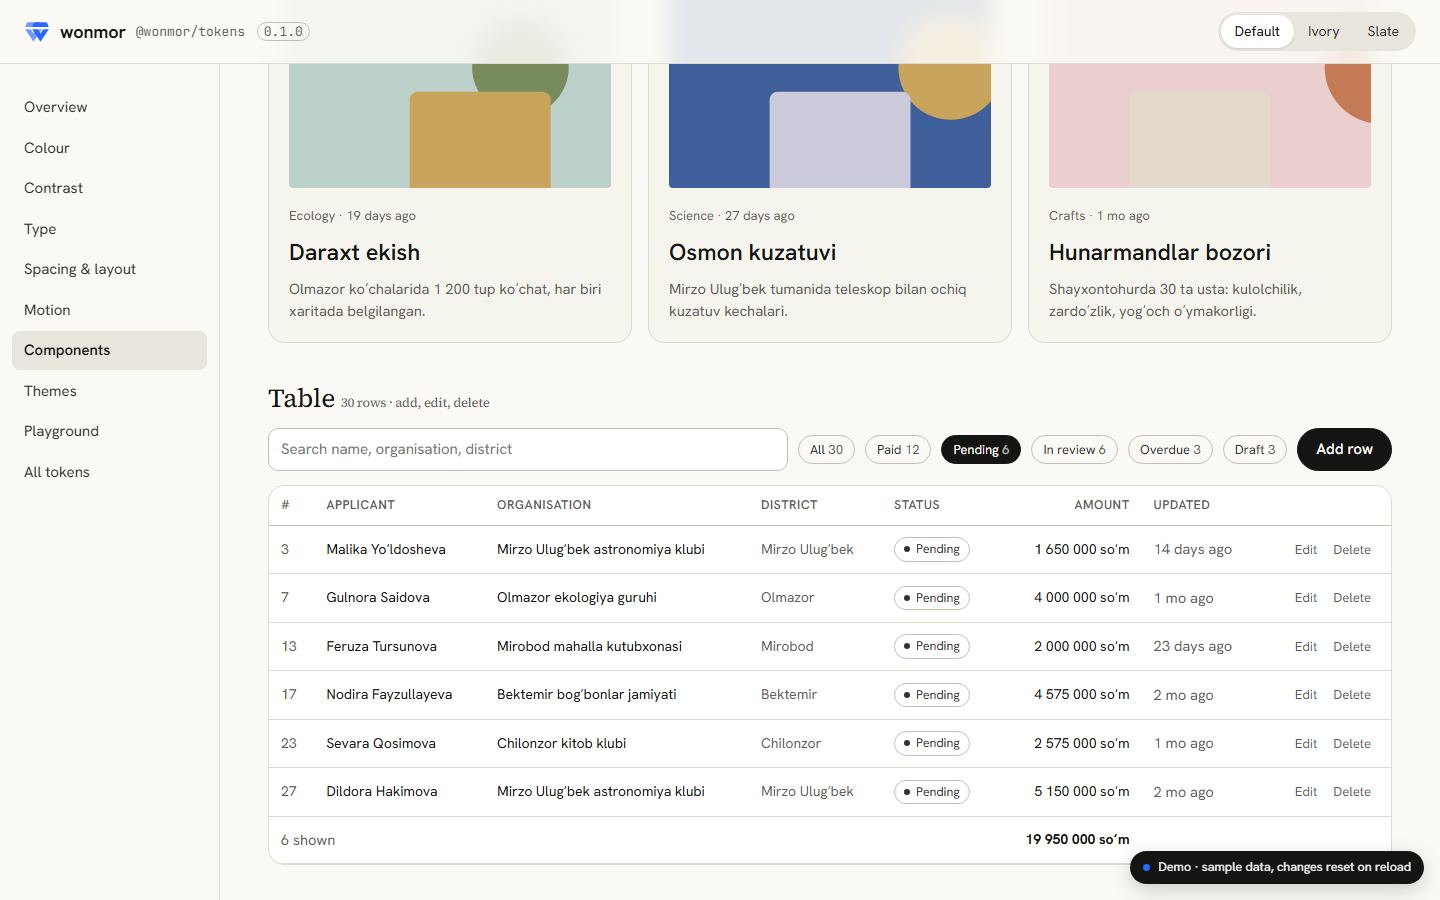 wonmor @wonmor/tokens 0.1.0
Default Ivory Slate
Overview
Colour
Contrast
Type
Spacing & layout
Motion
Components
Themes
Playground
All tokens
Ecology · 19 days ago
Daraxt ekish
Olmazor koʻchalarida 1 200 tup koʻchat, har biri
xaritada belgilangan.
Science · 27 days ago
Osmon kuzatuvi
Mirzo Ulugʻbek tumanida teleskop bilan ochiq
kuzatuv kechalari.
Crafts · 1 mo ago
Hunarmandlar bozori
Shayxontohurda 30 ta usta: kulolchilik,
zardoʻzlik, yogʻoch oʻymakorligi.
Table 30 rows · add, edit, delete
Search name, organisation, district
All 30 Paid 12 Pending 6 In review 6 Overdue 3 Draft 3 Add row
# APPLICANT ORGANISATION DISTRICT STATUS AMOUNT UPDATED
3 Malika Yoʻldosheva Mirzo Ulugʻbek astronomiya klubi Mirzo Ulugʻbek Pending 1 650 000 soʻm 14 days ago Edit Delete
7 Gulnora Saidova Olmazor ekologiya guruhi Olmazor Pending 4 000 000 soʻm 1 mo ago Edit Delete
13 Feruza Tursunova Mirobod mahalla kutubxonasi Mirobod Pending 2 000 000 soʻm 23 days ago Edit Delete
17 Nodira Fayzullayeva Bektemir bogʻbonlar jamiyati Bektemir Pending 4 575 000 soʻm 2 mo ago Edit Delete
23 Sevara Qosimova Chilonzor kitob klubi Chilonzor Pending 2 575 000 soʻm 1 mo ago Edit Delete
27 Dildora Hakimova Mirzo Ulugʻbek astronomiya klubi Mirzo Ulugʻbek Pending 5 150 000 soʻm 2 mo ago Edit Delete
6 shown 19 950 000 soʻm
Demo · sample data, changes reset on reload